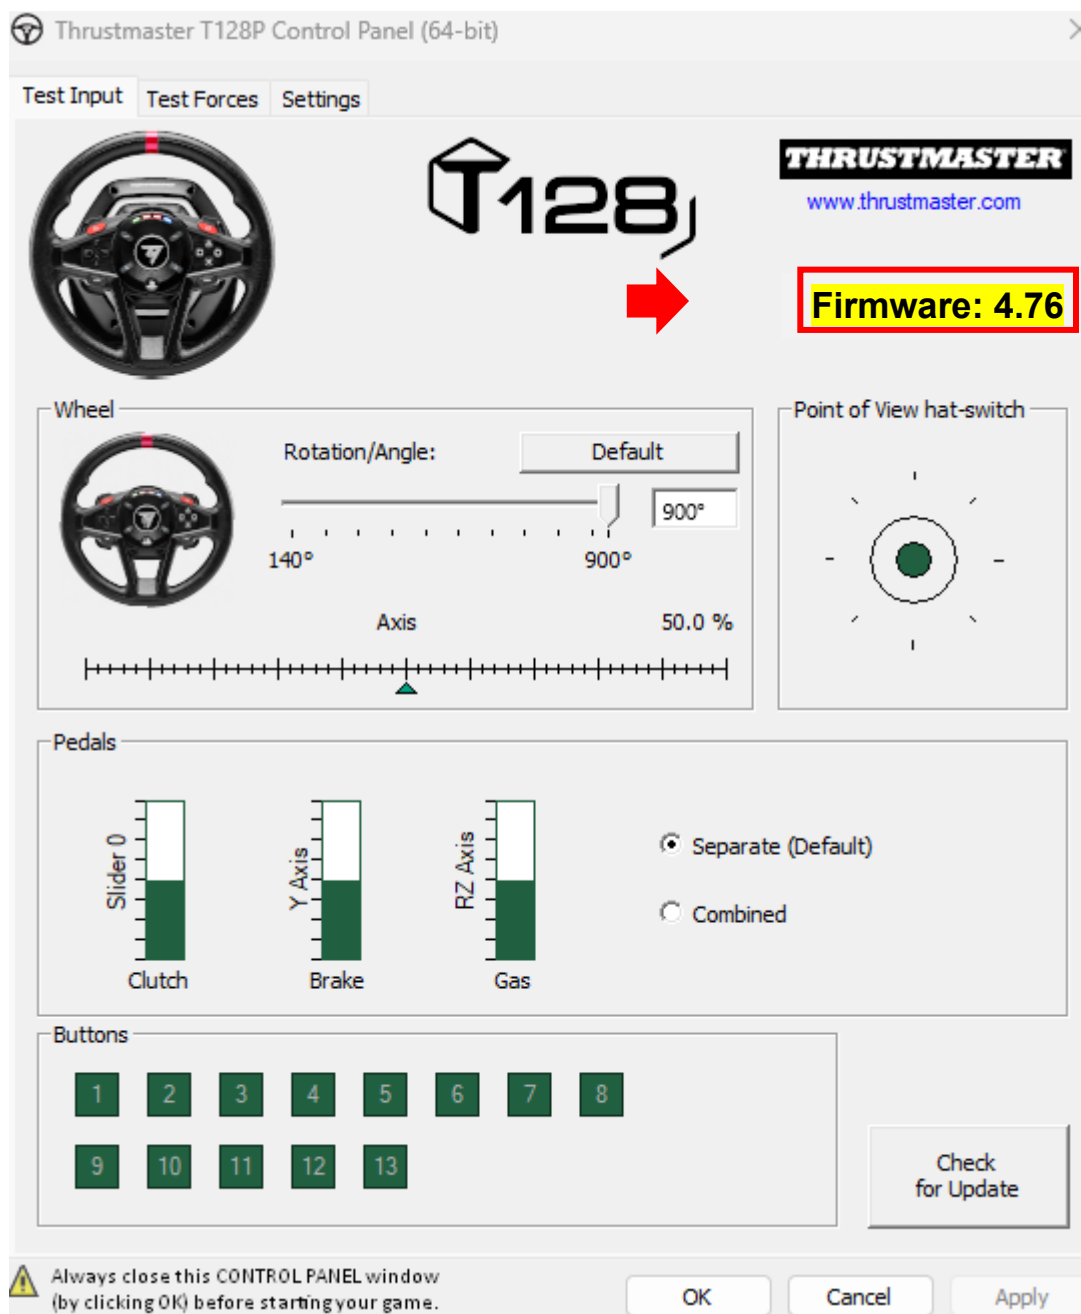 Thrustmaster T128P Control Panel (64-bit)
Test Input Test Forces Settings
T128
THRUSTMASTER
www.thrustmaster.com
Firmware: 4.76
Wheel
Rotation/Angle:
Default
900°
140°
900°
Axis
50.0 %
Point of View hat-switch
Pedals
Slider 0
Clutch
Y Axis
Brake
RZ Axis
Gas
Separate (Default)
Combined
Buttons
1 2 3 4 5 6 7 8
9 10 11 12 13
Check
for Update
Always close this CONTROL PANEL window
(by clicking OK) before starting your game.
OK Cancel Apply